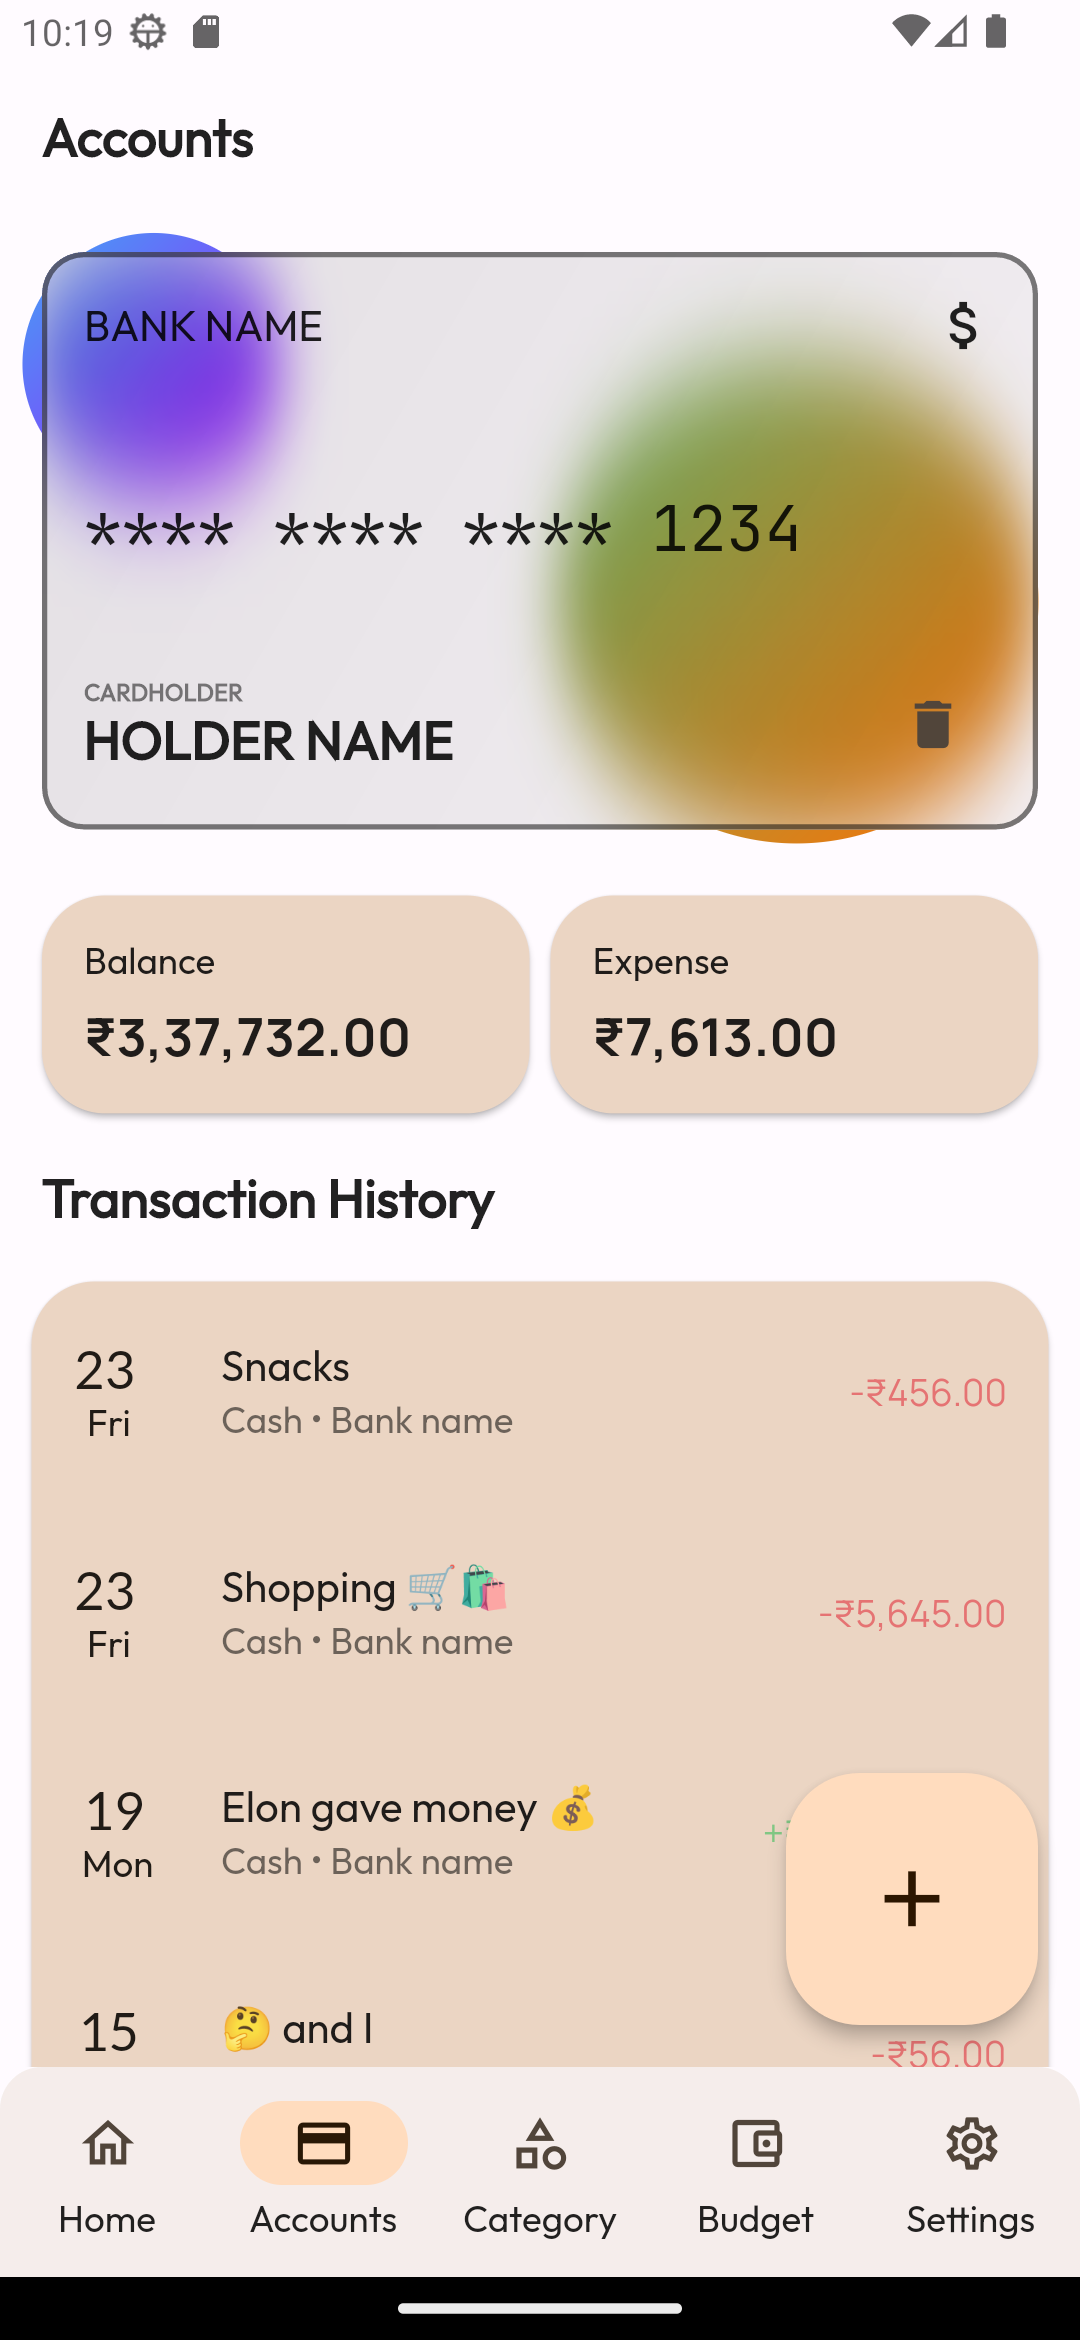 10:19
Accounts
BANK NAME $
**** **** **** 1234
CARDHOLDER
HOLDER NAME
Balance
₹3,37,732.00
Expense
₹7,613.00
Transaction History
23
Fri
Snacks
Cash • Bank name
-₹456.00
23
Fri
Shopping 🛒🛍️
Cash • Bank name
-₹5,645.00
19
Mon
Elon gave money 💰
Cash • Bank name
15
🤔 and I
-₹56.00
Home
Accounts
Category
Budget
Settings